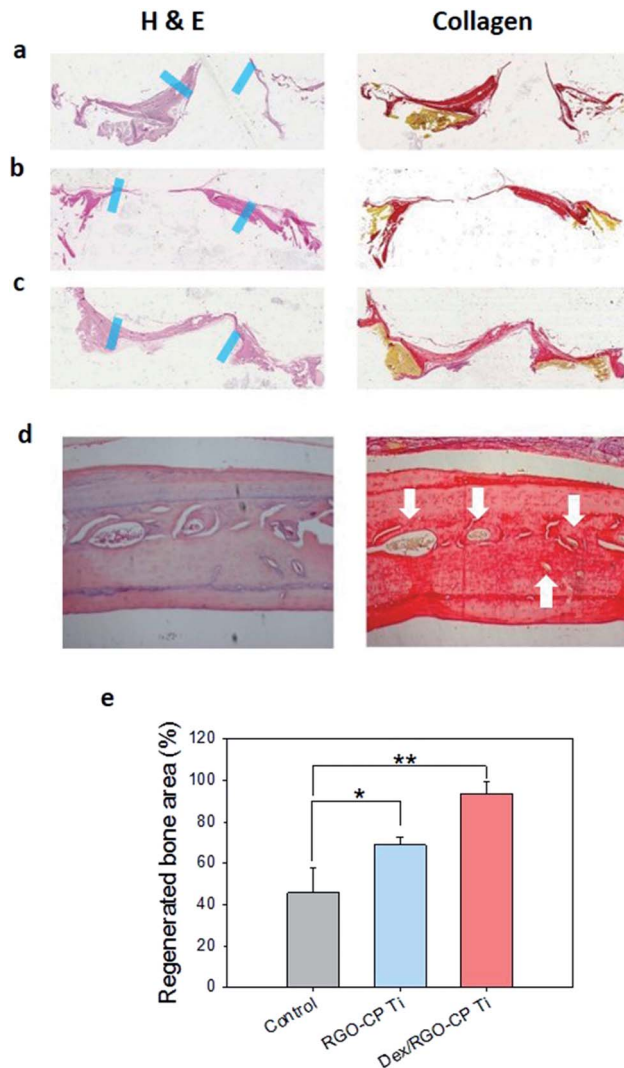 H & E Collagen
a
b
c
d
e
Regenerated bone area (%)
120
100
80
60
40
20
0
*
**
Control
RGO-CP Ti
Dex/RGO-CP Ti